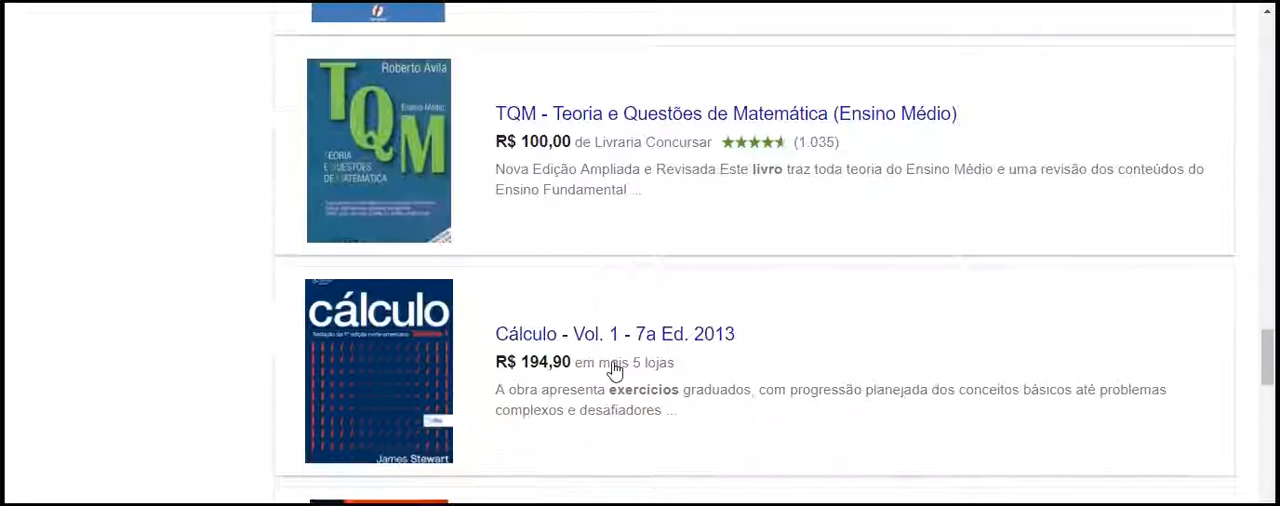 Roberto Avila
TQM
Ensino Médio
TEORIA
E QUESTÕES
DE MATEMÁTICA
TQM - Teoria e Questões de Matemática (Ensino Médio)
R$ 100,00 de Livraria Concursar (1.035)
Nova Edição Ampliada e Revisada.Este livro traz toda teoria do Ensino Médio e uma revisão dos conteúdos do
Ensino Fundamental ...
cálculo
James Stewart
Cálculo - Vol. 1 - 7a Ed. 2013
R$ 194,90 em mais 5 lojas
A obra apresenta exercícios graduados, com progressão planejada dos conceitos básicos até problemas
complexos e desafiadores ...